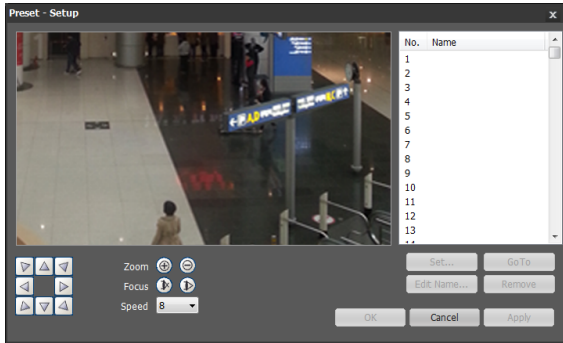 Preset - Setup x
No. Name
1
2
3
4
5
6
7
8
9
10
11
12
13
A,D B,C
Zoom
Focus
Speed 8
Set... GoTo
Edit Name... Remove
OK Cancel Apply